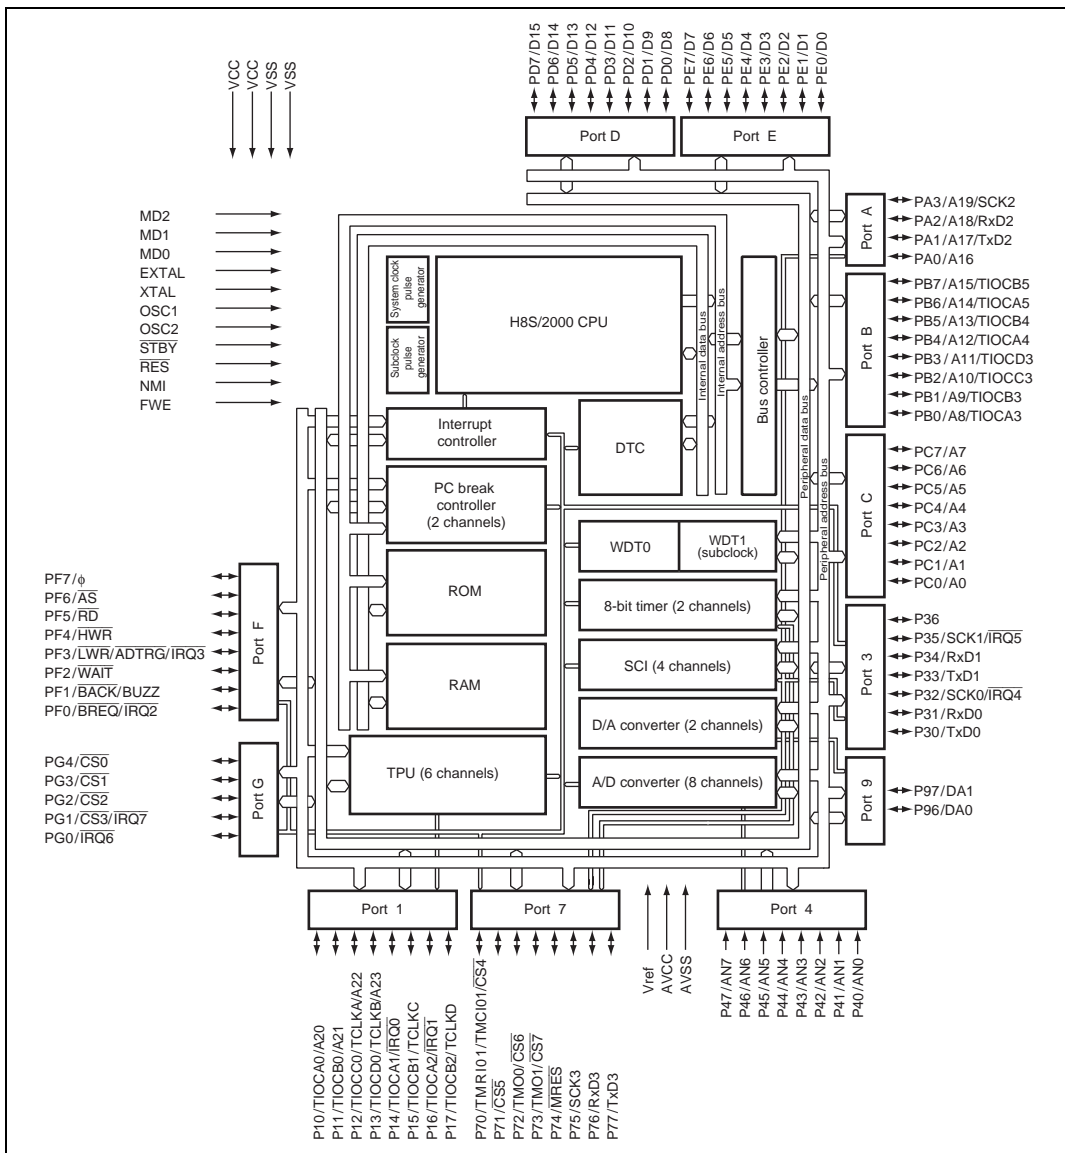 VCC
VCC
VSS
VSS
PD7/D15
PD6/D14
PD5/D13
PD4/D12
PD3/D11
PD2/D10
PD1/D9
PD0/D8
PE7/D7
PE6/D6
PE5/D5
PE4/D4
PE3/D3
PE2/D2
PE1/D1
PE0/D0
Port D
Port E
MD2
MD1
MD0
EXTAL
XTAL
OSC1
OSC2
STBY
RES
NMI
FWE
System clock
pulse
generator
Subclock
pulse
generator
H8S/2000 CPU
Internal data bus
Internal address bus
Bus controller
Peripheral data bus
Peripheral address bus
Interrupt
controller
DTC
PC break
controller
(2 channels)
WDT0
WDT1
(subclock)
ROM
8-bit timer (2 channels)
SCI (4 channels)
RAM
D/A converter (2 channels)
TPU (6 channels)
A/D converter (8 channels)
Port A
PA3/A19/SCK2
PA2/A18/RxD2
PA1/A17/TxD2
PA0/A16
Port B
PB7/A15/TIOCB5
PB6/A14/TIOCA5
PB5/A13/TIOCB4
PB4/A12/TIOCA4
PB3/A11/TIOCD3
PB2/A10/TIOCC3
PB1/A9/TIOCB3
PB0/A8/TIOCA3
Port C
PC7/A7
PC6/A6
PC5/A5
PC4/A4
PC3/A3
PC2/A2
PC1/A1
PC0/A0
Port 3
P36
P35/SCK1/IRQ5
P34/RxD1
P33/TxD1
P32/SCK0/IRQ4
P31/RxD0
P30/TxD0
Port 9
P97/DA1
P96/DA0
PF7/ϕ
PF6/AS
PF5/RD
PF4/HWR
PF3/LWR/ADTRG/IRQ3
PF2/WAIT
PF1/BACK/BUZZ
PF0/BREQ/IRQ2
Port F
PG4/CS0
PG3/CS1
PG2/CS2
PG1/CS3/IRQ7
PG0/IRQ6
Port G
Port 1
Port 7
Port 4
P10/TIOCA0/A20
P11/TIOCB0/A21
P12/TIOCC0/TCLKA/A22
P13/TIOCD0/TCLKB/A23
P14/TIOCA1/IRQ0
P15/TIOCB1/TCLKC
P16/TIOCA2/IRQ1
P17/TIOCB2/TCLKD
P70/TMRI01/TMCI01/CS4
P71/CS5
P72/TMO0/CS6
P73/TMO1/CS7
P74/MRES
P75/SCK3
P76/RxD3
P77/TxD3
Vref
AVCC
AVSS
P47/AN7
P46/AN6
P45/AN5
P44/AN4
P43/AN3
P42/AN2
P41/AN1
P40/AN0